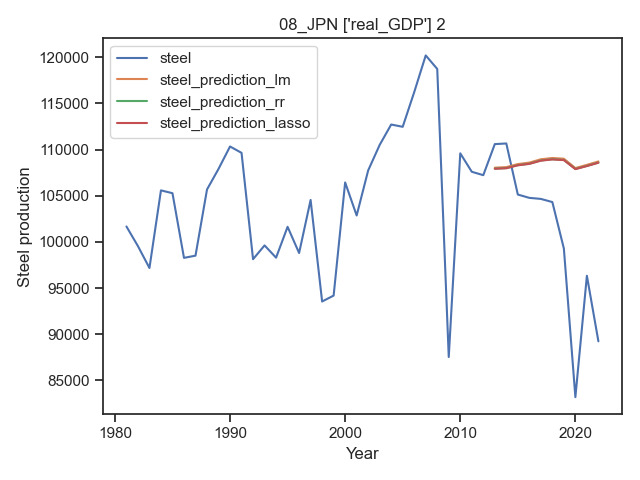 08_JPN ['real_GDP'] 2
steel
steel_prediction_lm
steel_prediction_rr
steel_prediction_lasso
120000
115000
110000
105000
100000
95000
90000
85000
Steel production
1980
1990
2000
2010
2020
Year